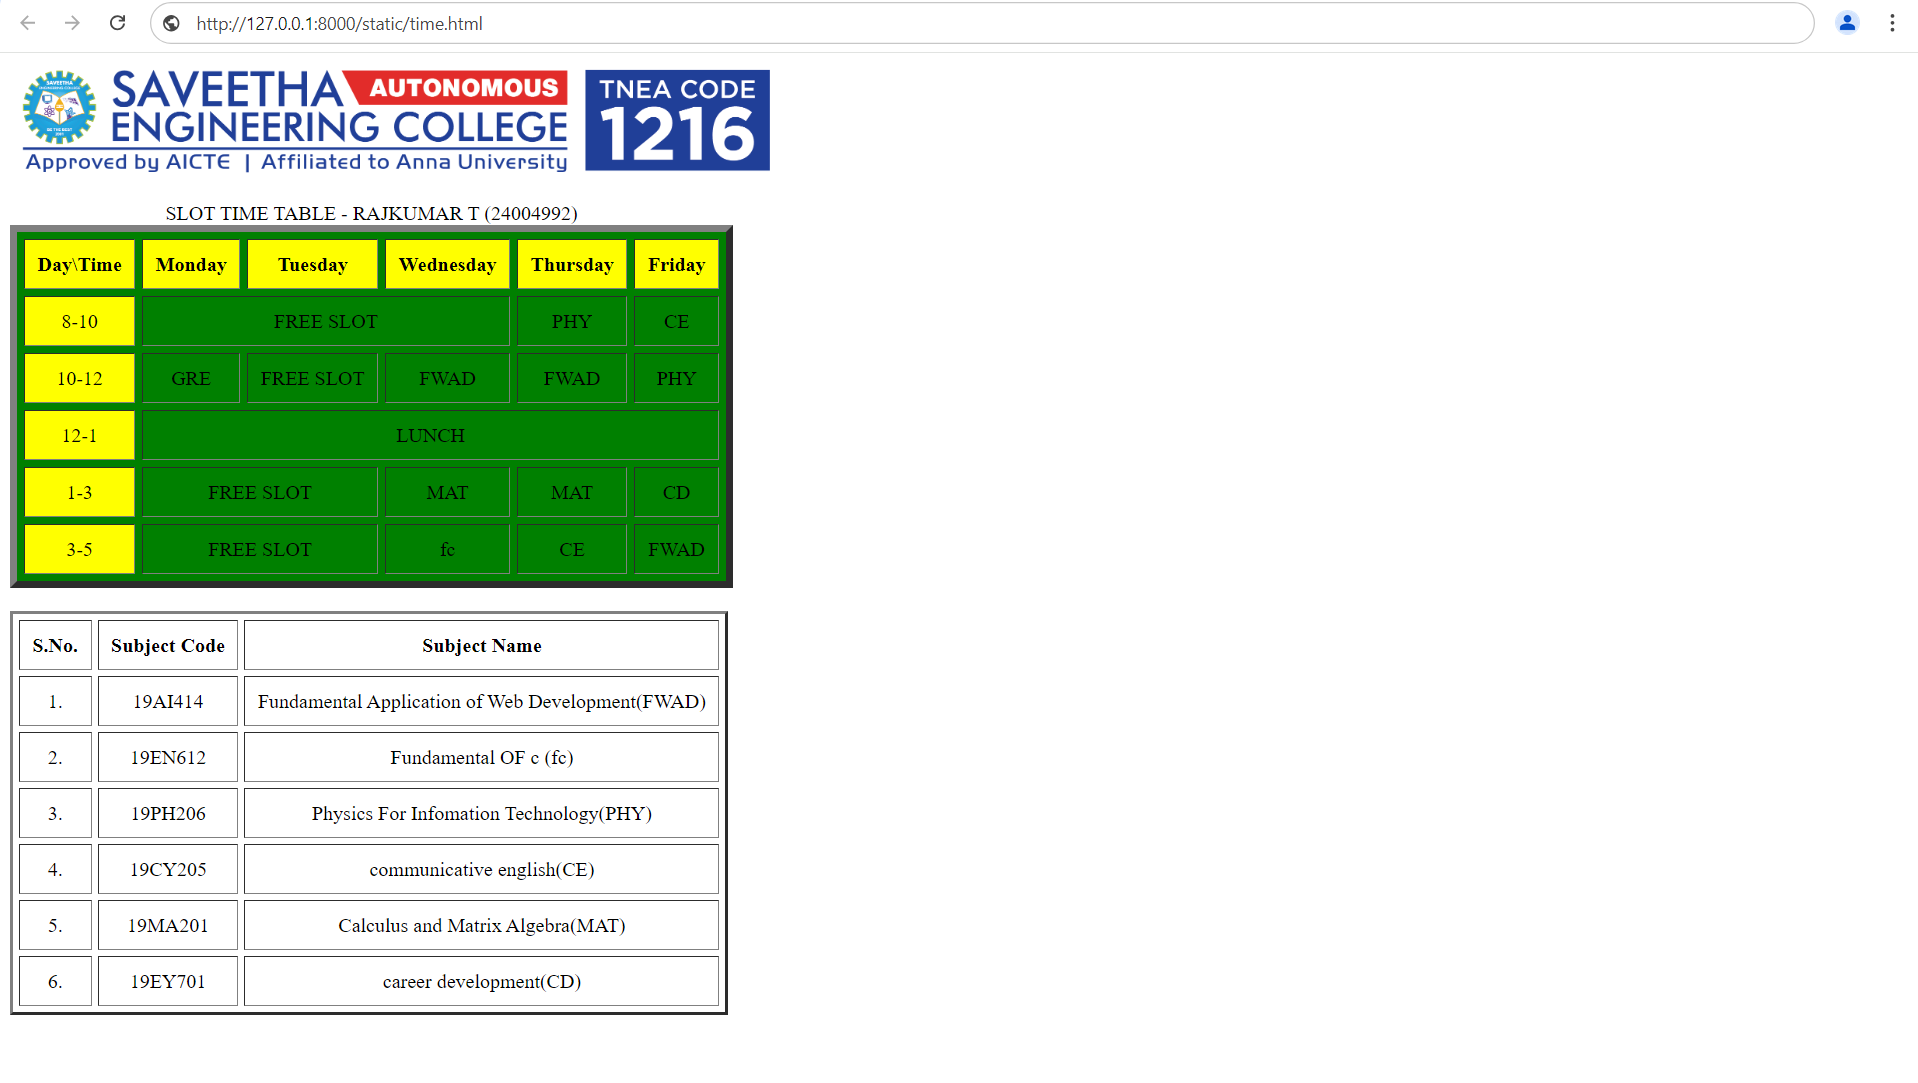 http://127.0.0.1:8000/static/time.html
SAVEETHA AUTONOMOUS
ENGINEERING COLLEGE
Approved by AICTE | Affiliated to Anna University
TNEA CODE
1216
SLOT TIME TABLE - RAJKUMAR T (24004992)
Day\Time Monday Tuesday Wednesday Thursday Friday
8-10 FREE SLOT PHY CE
10-12 GRE FREE SLOT FWAD FWAD PHY
12-1 LUNCH
1-3 FREE SLOT MAT MAT CD
3-5 FREE SLOT fc CE FWAD
S.No. Subject Code Subject Name
1. 19AI414 Fundamental Application of Web Development(FWAD)
2. 19EN612 Fundamental OF c (fc)
3. 19PH206 Physics For Infomation Technology(PHY)
4. 19CY205 communicative english(CE)
5. 19MA201 Calculus and Matrix Algebra(MAT)
6. 19EY701 career development(CD)